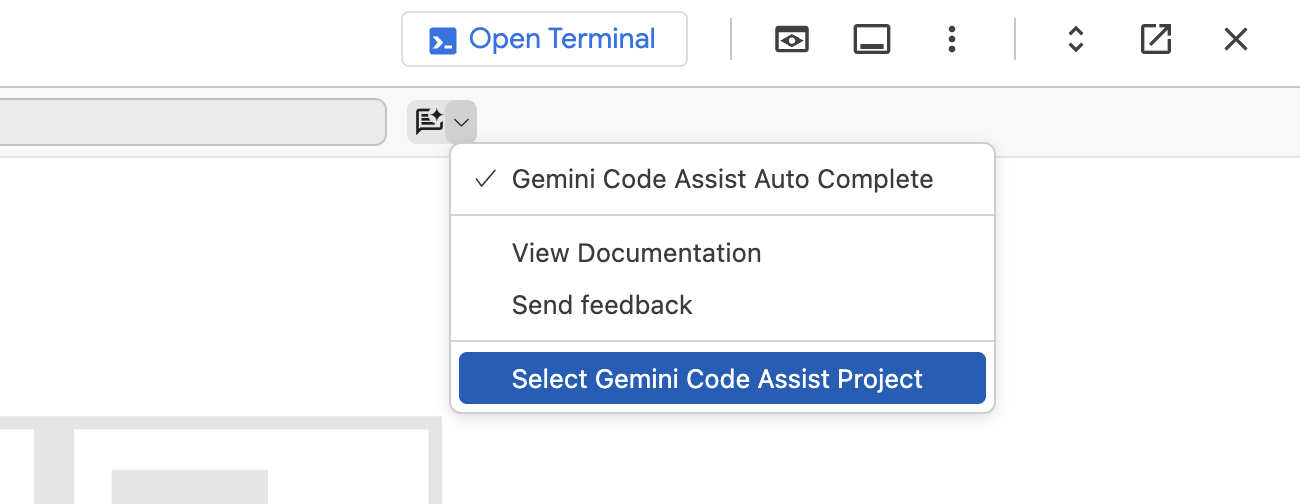 Open Terminal
Gemini Code Assist Auto Complete
View Documentation
Send feedback
Select Gemini Code Assist Project